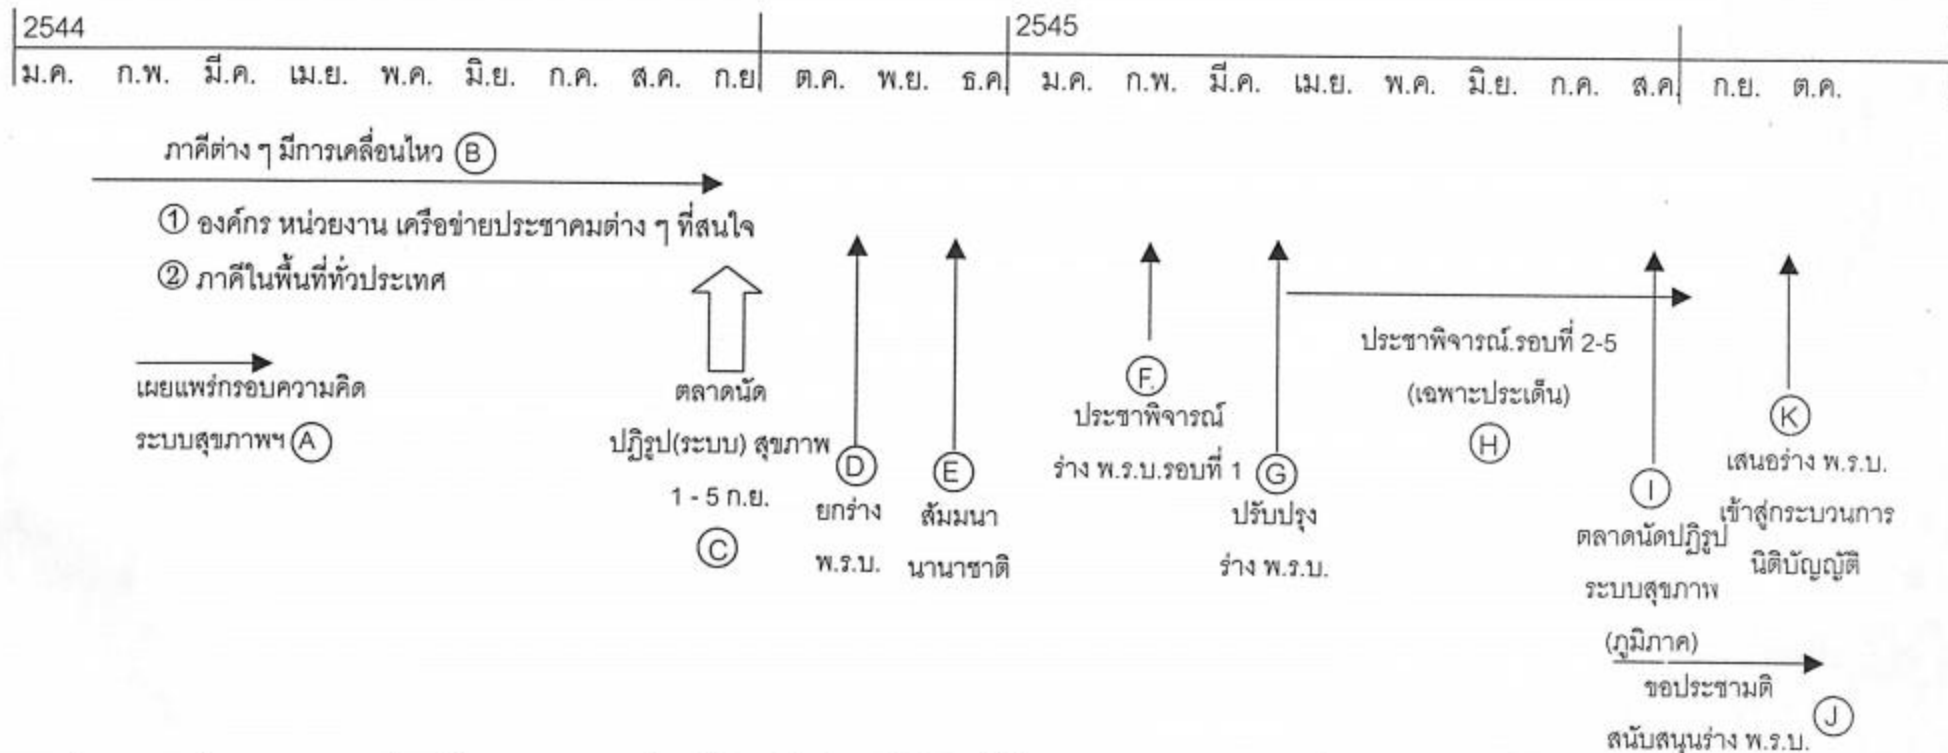 2544 2545
ม.ค. ก.พ. มี.ค. เม.ย. พ.ค. มิ.ย. ก.ค. ส.ค. ก.ย ต.ค. พ.ย. ธ.ค ม.ค. ก.พ. มี.ค. เม.ย. พ.ค. มิ.ย. ก.ค. ส.ค ก.ย. ต.ค.
ภาคีต่าง ๆ มีการเคลื่อนไหว B
① องค์กร หน่วยงาน เครือข่ายประชาคมต่าง ๆ ที่สนใจ
② ภาคีในพื้นที่ทั่วประเทศ
เผยแพร่กรอบความคิด
ระบบสุขภาพฯ A
ตลาดนัด
ปฏิรูป(ระบบ) สุขภาพ
1 - 5 ก.ย.
C
D
ยกร่าง
พ.ร.บ.
E
สัมมนา
นานาชาติ
F.
ประชาพิจารณ์
ร่าง พ.ร.บ.รอบที่ 1
G
ปรับปรุง
ร่าง พ.ร.บ.
ประชาพิจารณ์.รอบที่ 2-5
(เฉพาะประเด็น)
H
I
ตลาดนัดปฏิรูป
ระบบสุขภาพ
(ภูมิภาค)
K
เสนอร่าง พ.ร.บ.
เข้าสู่กระบวนการ
นิติบัญญัติ
ขอประชามติ
สนับสนุนร่าง พ.ร.บ. J